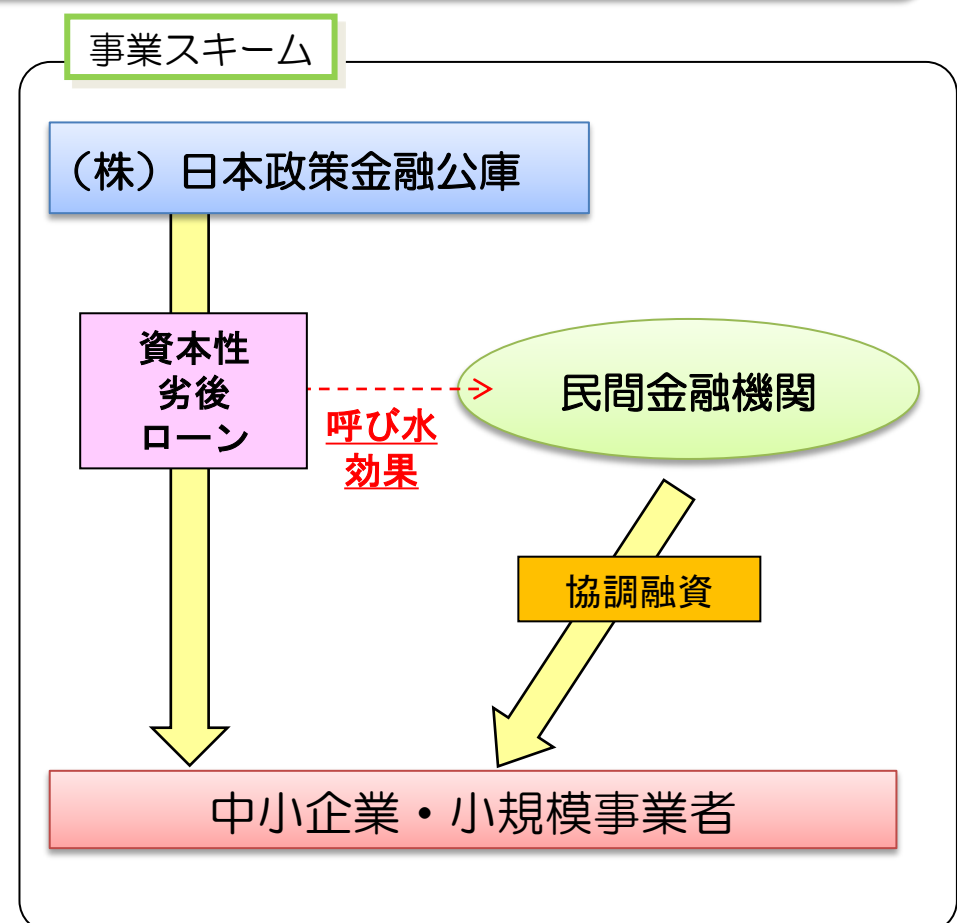 事業スキーム
（株）日本政策金融公庫
資本性
劣後
ローン
呼び水
効果
民間金融機関
協調融資
中小企業・小規模事業者